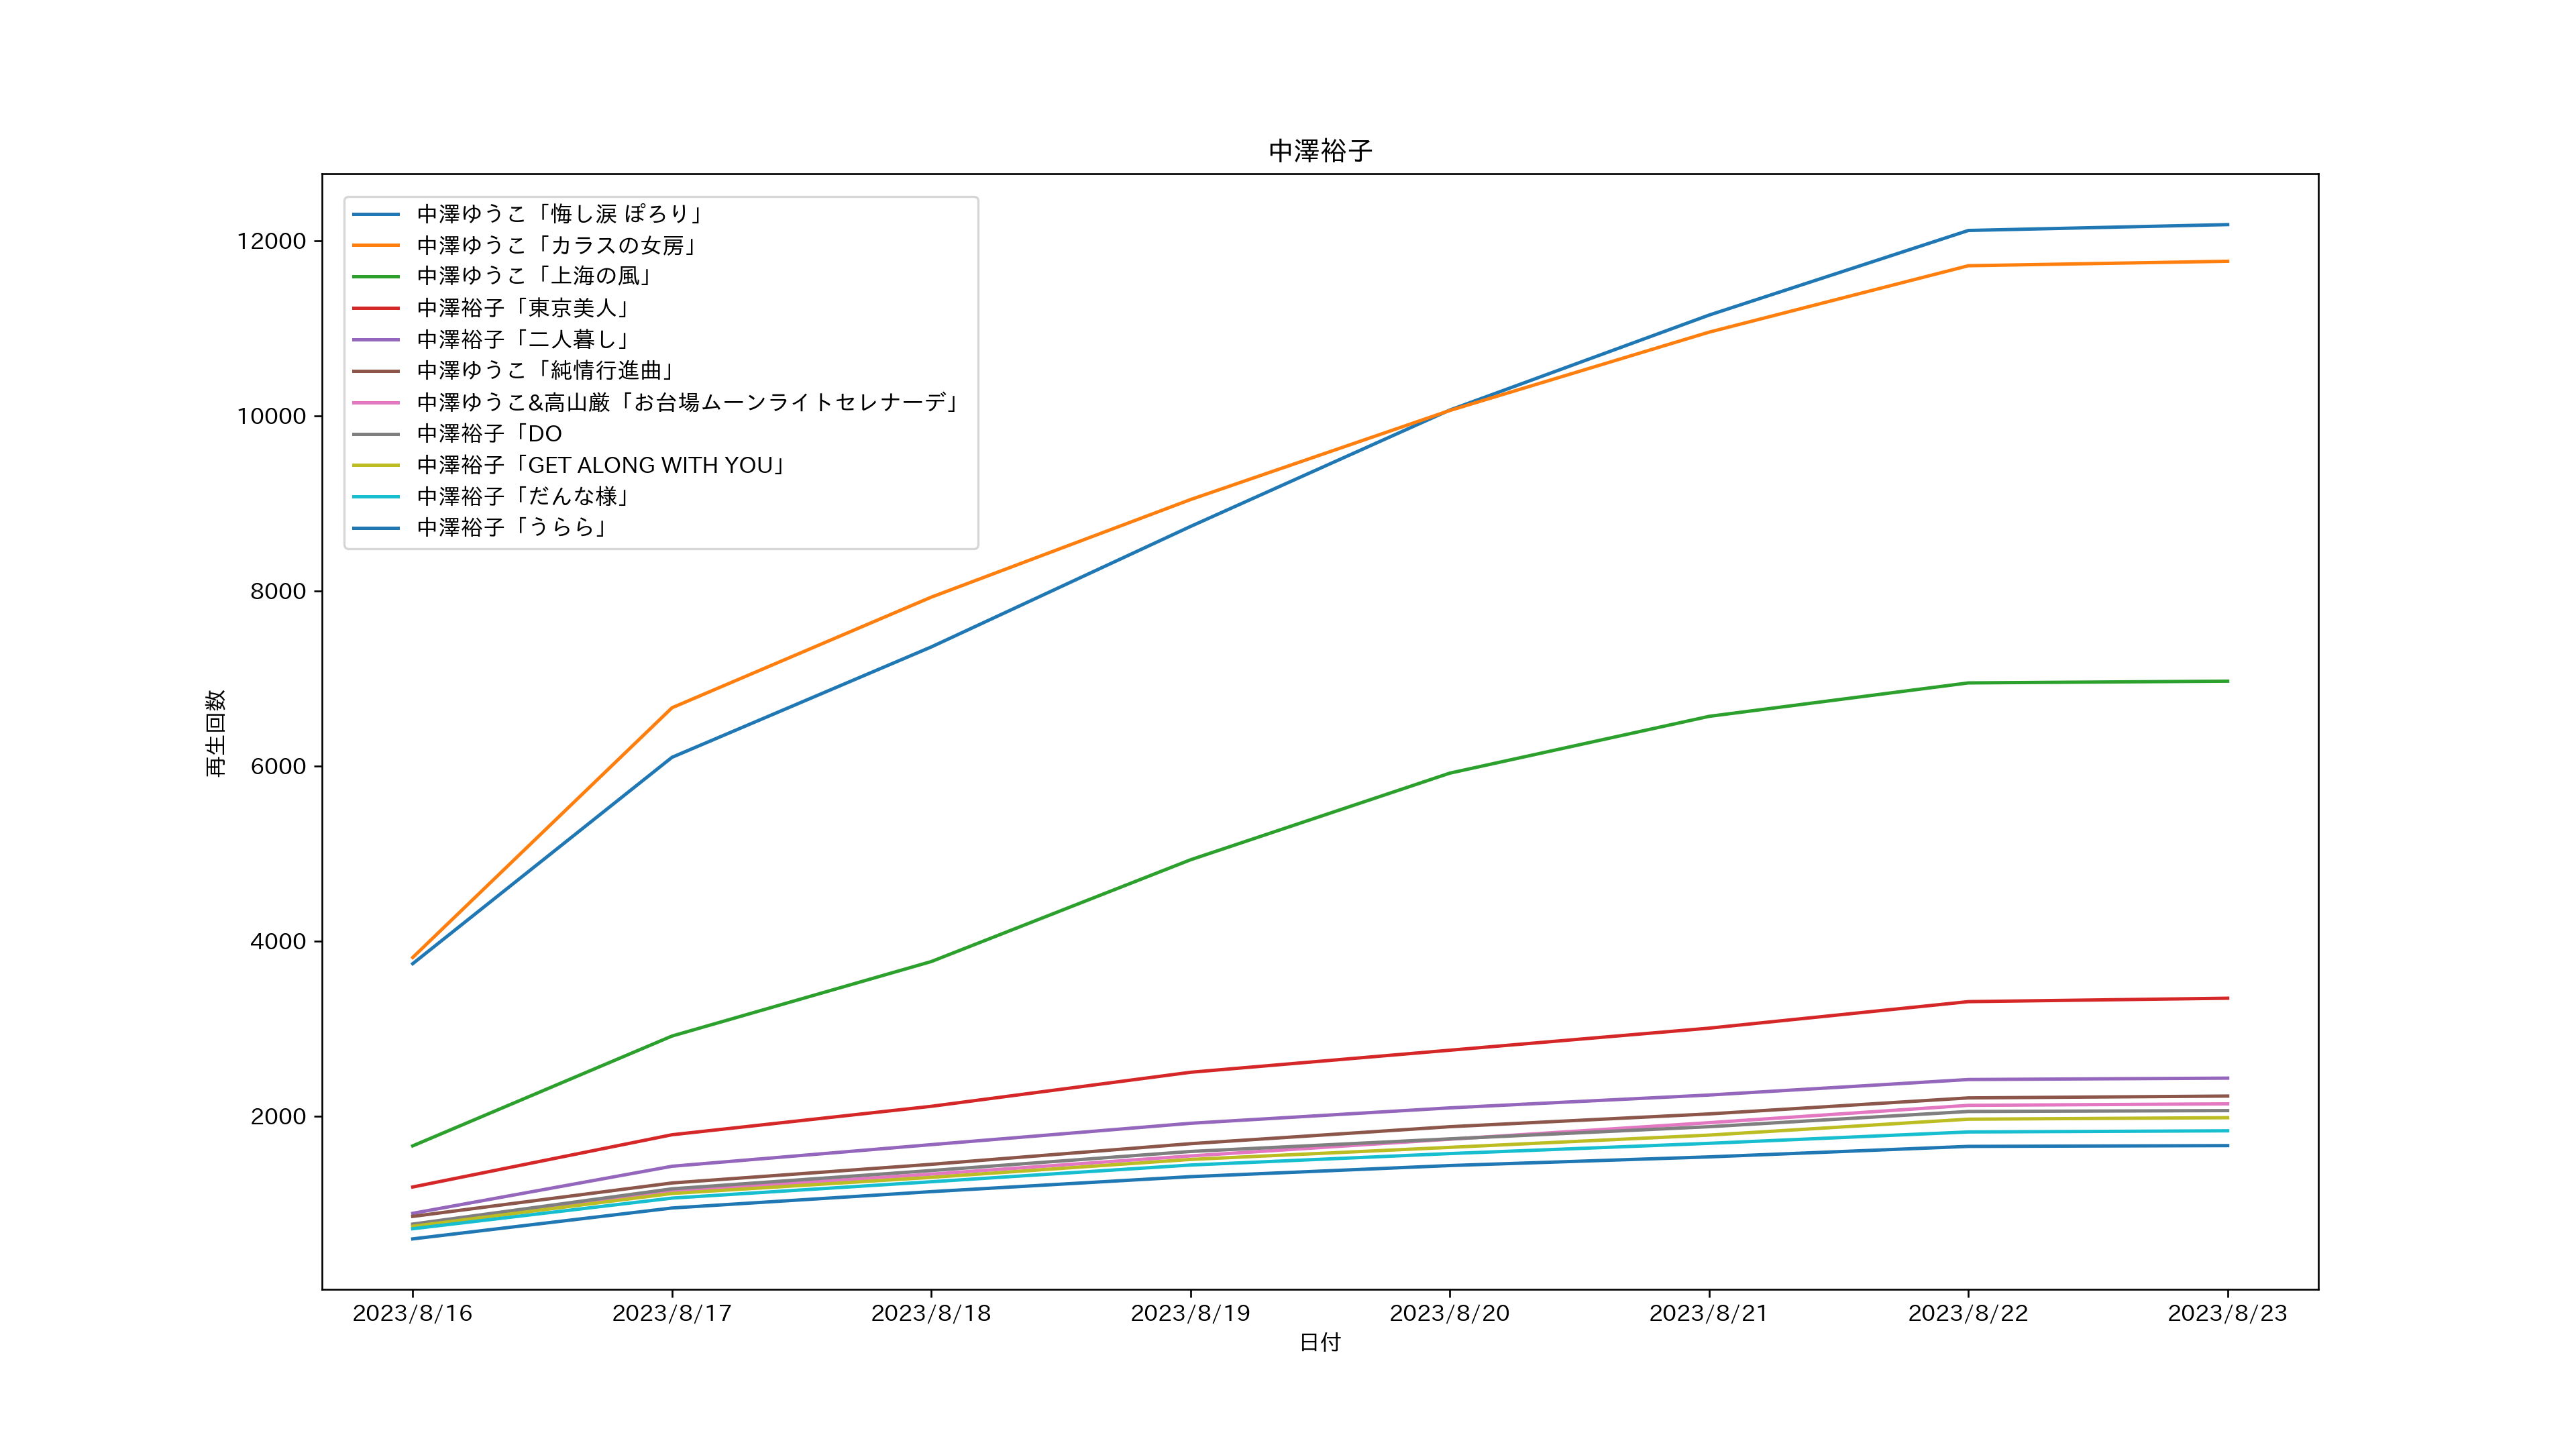 中澤裕子
中澤ゆうこ「悔し涙 ぽろり」
中澤ゆうこ「カラスの女房」
中澤ゆうこ「上海の風」
中澤裕子「東京美人」
中澤裕子「二人暮し」
中澤ゆうこ「純情行進曲」
中澤ゆうこ&高山厳「お台場ムーンライトセレナーデ」
中澤裕子「DO
中澤裕子「GET ALONG WITH YOU」
中澤裕子「だんな様」
中澤裕子「うらら」
12000
10000
8000
6000
4000
2000
再生回数
2023/8/16 2023/8/17 2023/8/18 2023/8/19 2023/8/20 2023/8/21 2023/8/22 2023/8/23
日付